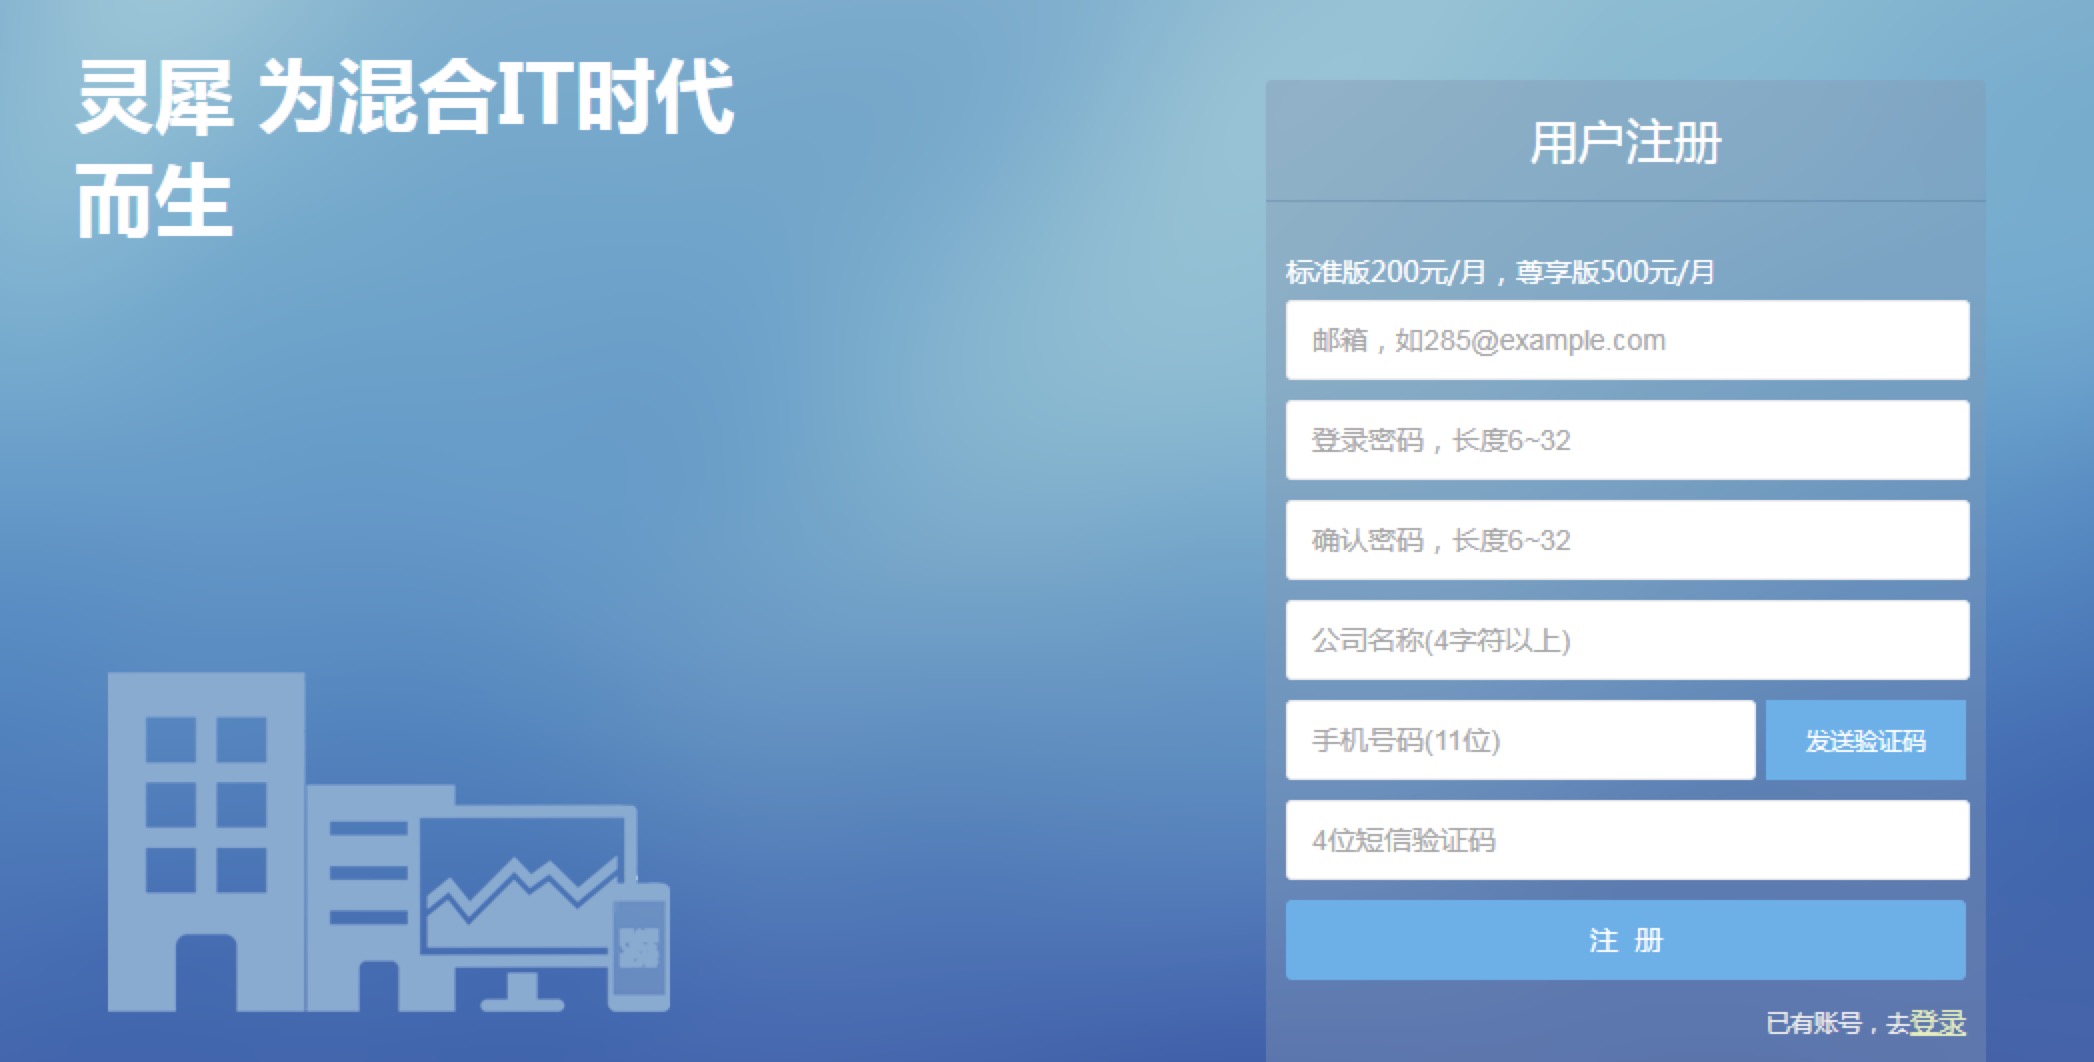 灵犀 为混合IT时代
而生
用户注册
标准版200元/月，尊享版500元/月
邮箱，如285@example.com
登录密码，长度6~32
确认密码，长度6~32
公司名称(4字符以上)
手机号码(11位)
发送验证码
4位短信验证码
注 册
已有账号，去登录